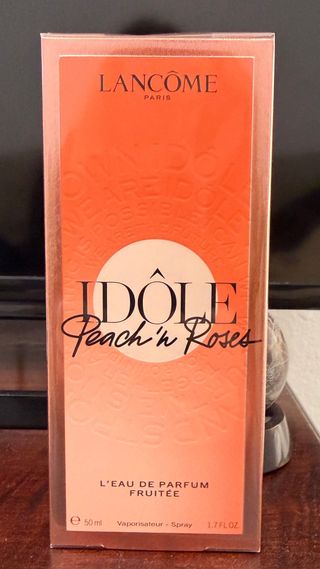 LANCÔME
PARIS
IDÔLE
Peach'n Roses
L'EAU DE PARFUM
FRUITÉE
e 50 ml Vaporisateur - Spray 1.7 FL OZ.